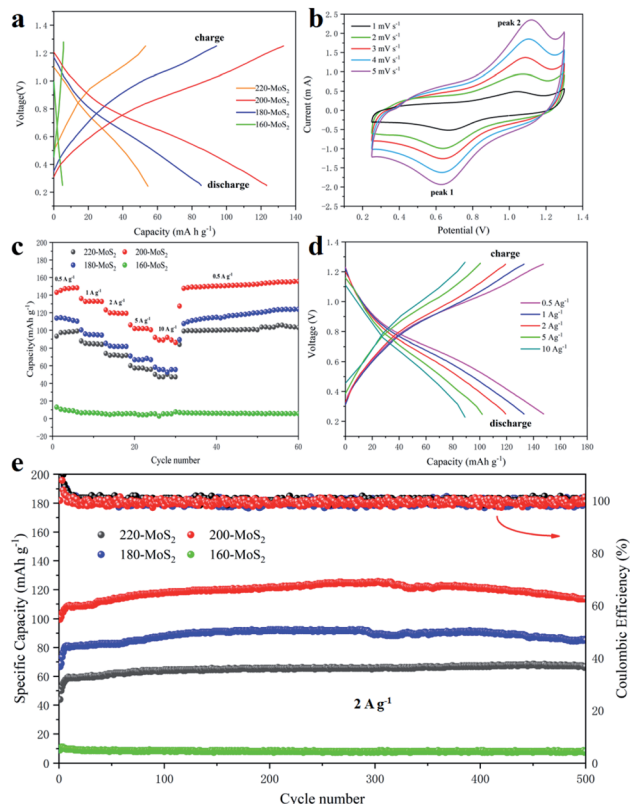 a
charge
220-MoS2
200-MoS2
180-MoS2
160-MoS2
discharge
Voltage(V)
1.4
1.2
1.0
0.8
0.6
0.4
0.2
0 20 40 60 80 100 120 140
Capacity (mA h g-1)
b
peak 2
1 mV s-1
2 mV s-1
3 mV s-1
4 mV s-1
5 mV s-1
peak 1
Current (m A)
2.5
2.0
1.5
1.0
0.5
0.0
-0.5
-1.0
-1.5
-2.0
-2.5
0.2 0.4 0.6 0.8 1.0 1.2 1.4
Potential (V)
c
220-MoS2 200-MoS2
180-MoS2 160-MoS2
0.5 A g-1
1 A g-1
2 A g-1
5 A g-1
10 A g-1
0.5 A g-1
Capacity(mAh g-1)
200
180
160
140
120
100
80
60
40
20
0
-20
0 20 40 60
Cycle number
d
charge
0.5 Ag-1
1 Ag-1
2 Ag-1
5 Ag-1
10 Ag-1
discharge
Voltage (V)
1.4
1.2
1.0
0.8
0.6
0.4
0.2
0 20 40 60 80 100 120 140 160 180
Capacity (mAh g-1)
e
220-MoS2 200-MoS2
180-MoS2 160-MoS2
2 A g-1
Specific Capacity (mAh g-1)
200
180
160
140
120
100
80
60
40
20
0
Coulombic Efficiency (%)
100
80
60
40
20
0
0 100 200 300 400 500
Cycle number